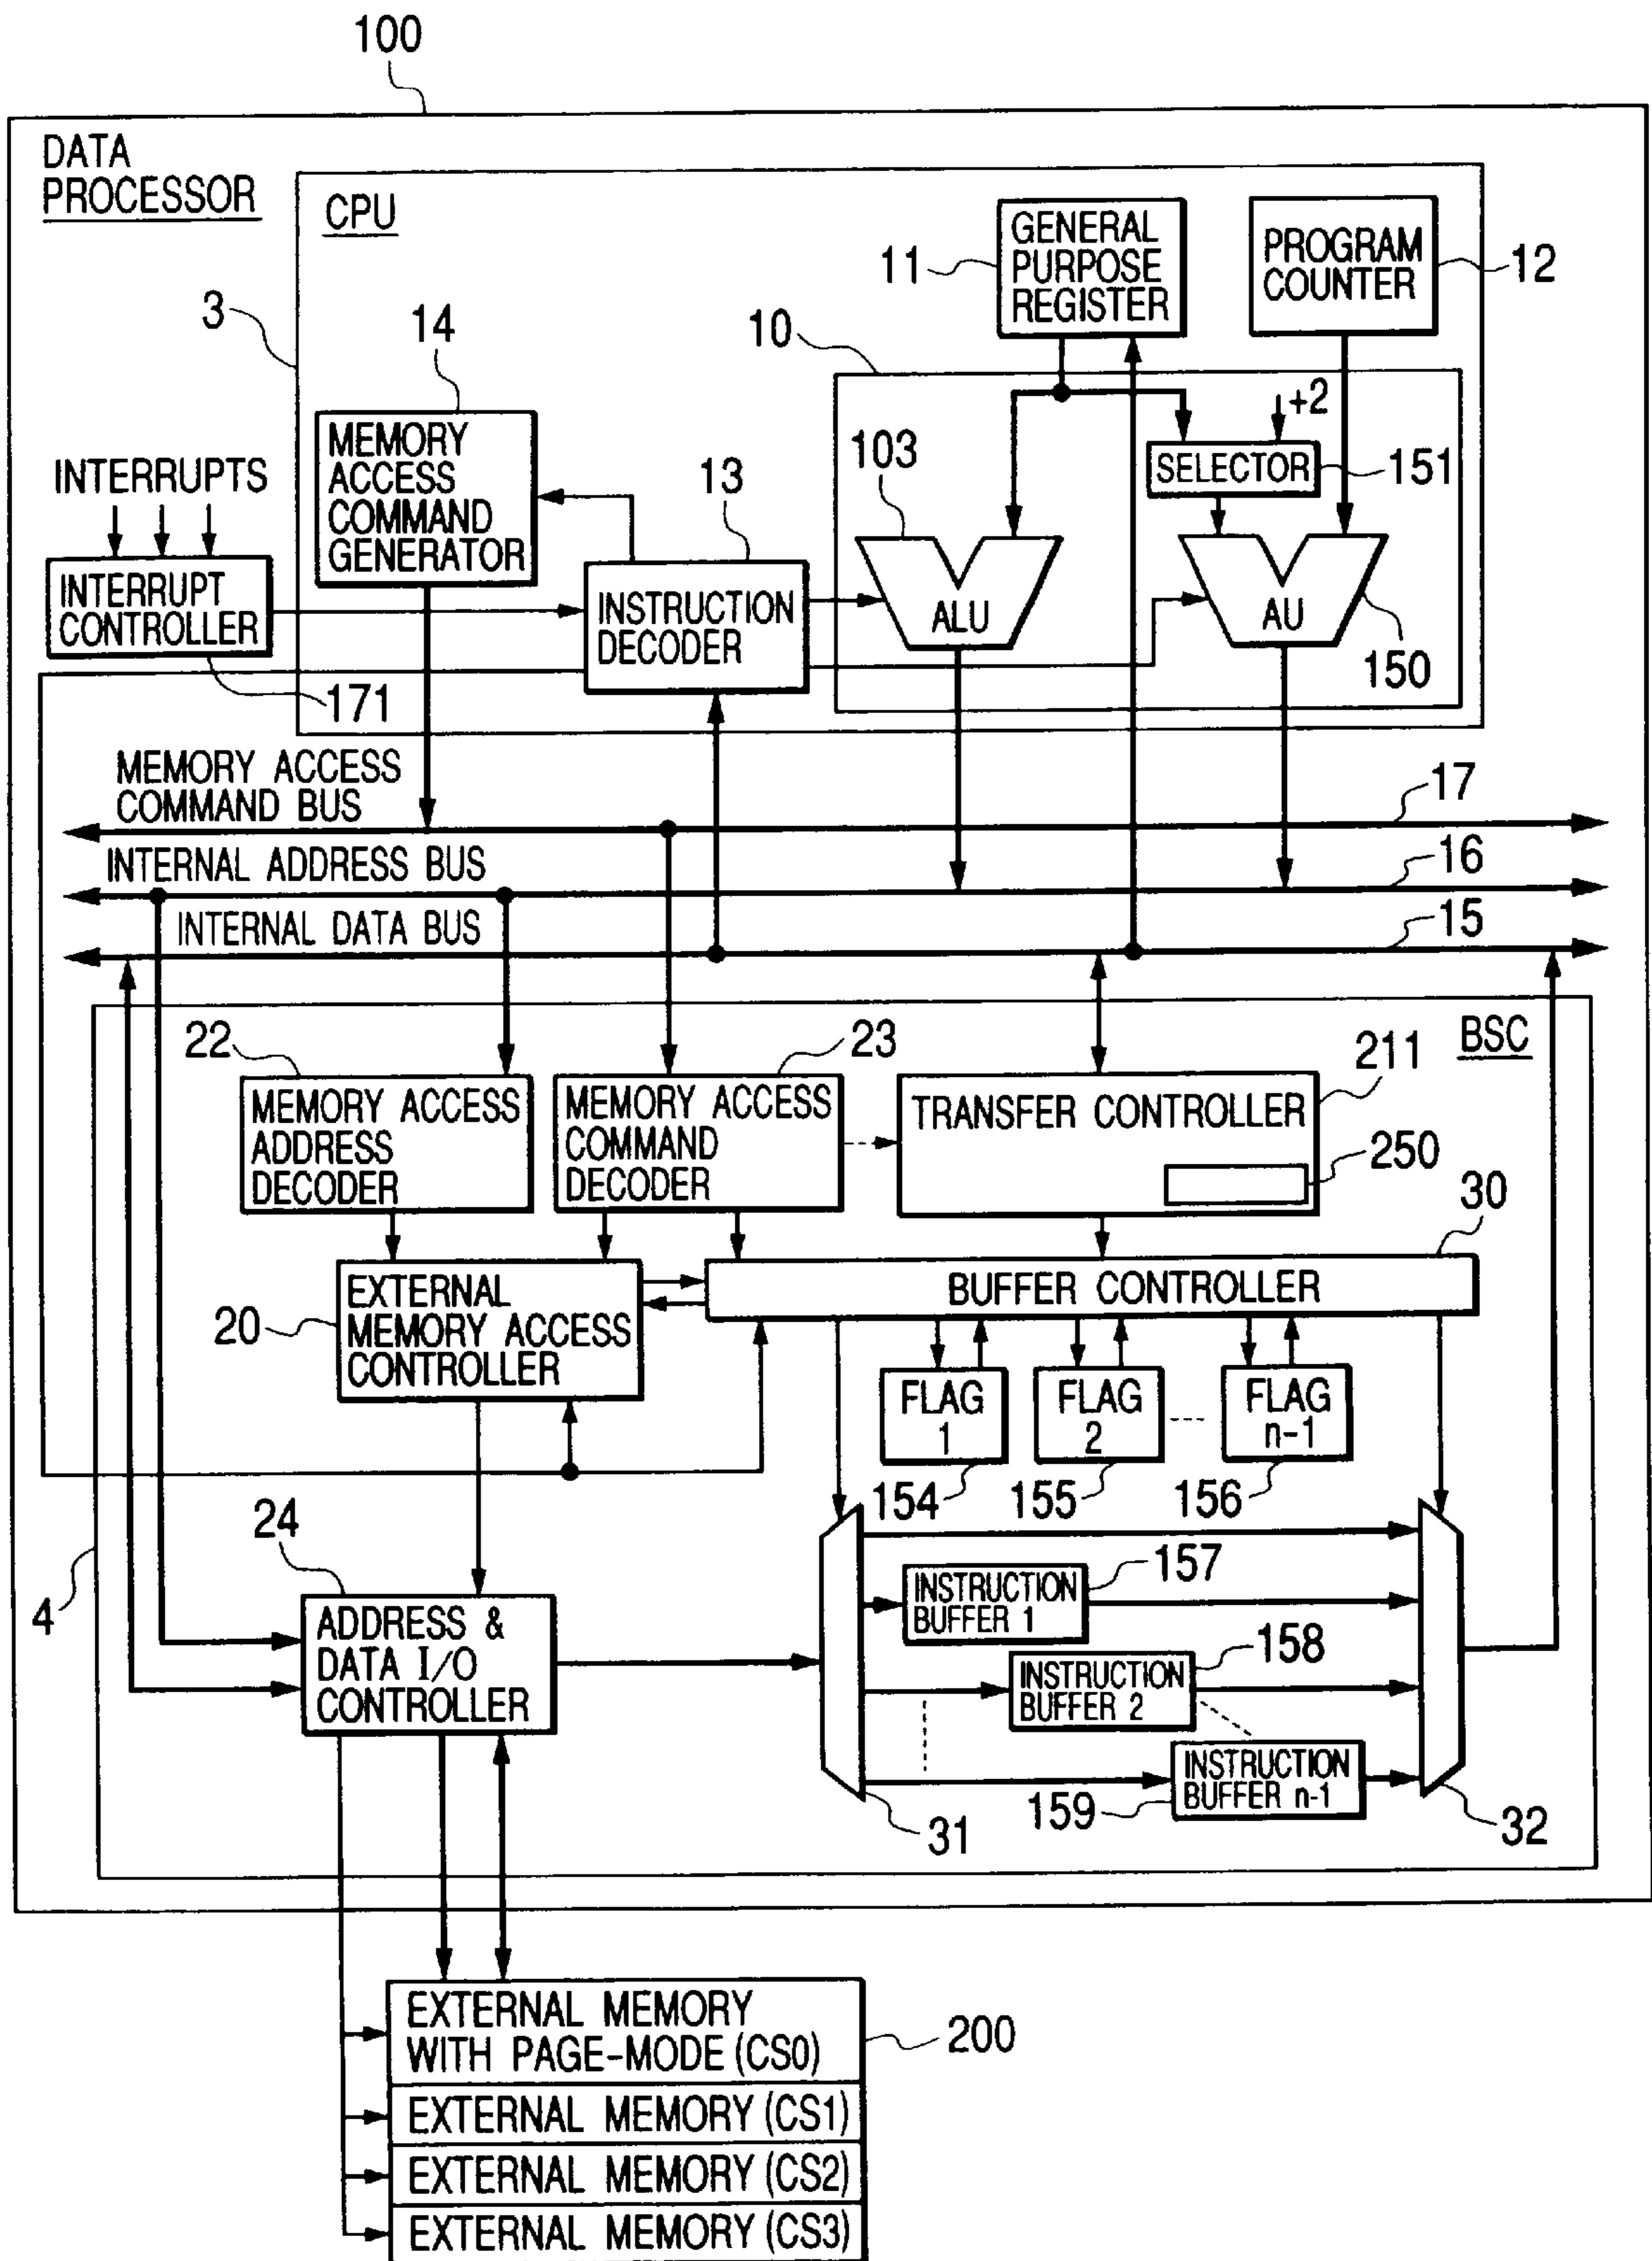 100
DATA
PROCESSOR
CPU
GENERAL
PURPOSE
REGISTER
11
PROGRAM
COUNTER
12
3
14
10
MEMORY
ACCESS
COMMAND
GENERATOR
+2
103
SELECTOR
151
INTERRUPTS
13
INTERRUPT
CONTROLLER
INSTRUCTION
DECODER
ALU
AU
150
171
MEMORY ACCESS
COMMAND BUS
17
INTERNAL ADDRESS BUS
16
INTERNAL DATA BUS
15
BSC
22
23
211
MEMORY ACCESS
ADDRESS
DECODER
MEMORY ACCESS
COMMAND
DECODER
TRANSFER CONTROLLER
250
30
EXTERNAL
MEMORY ACCESS
CONTROLLER
20
BUFFER CONTROLLER
FLAG
1
FLAG
2
FLAG
n-1
154
155
156
24
4
ADDRESS &
DATA I/O
CONTROLLER
INSTRUCTION
BUFFER 1
157
INSTRUCTION
BUFFER 2
158
INSTRUCTION
BUFFER n-1
159
31
32
EXTERNAL MEMORY
WITH PAGE-MODE (CS0)
200
EXTERNAL MEMORY (CS1)
EXTERNAL MEMORY (CS2)
EXTERNAL MEMORY (CS3)